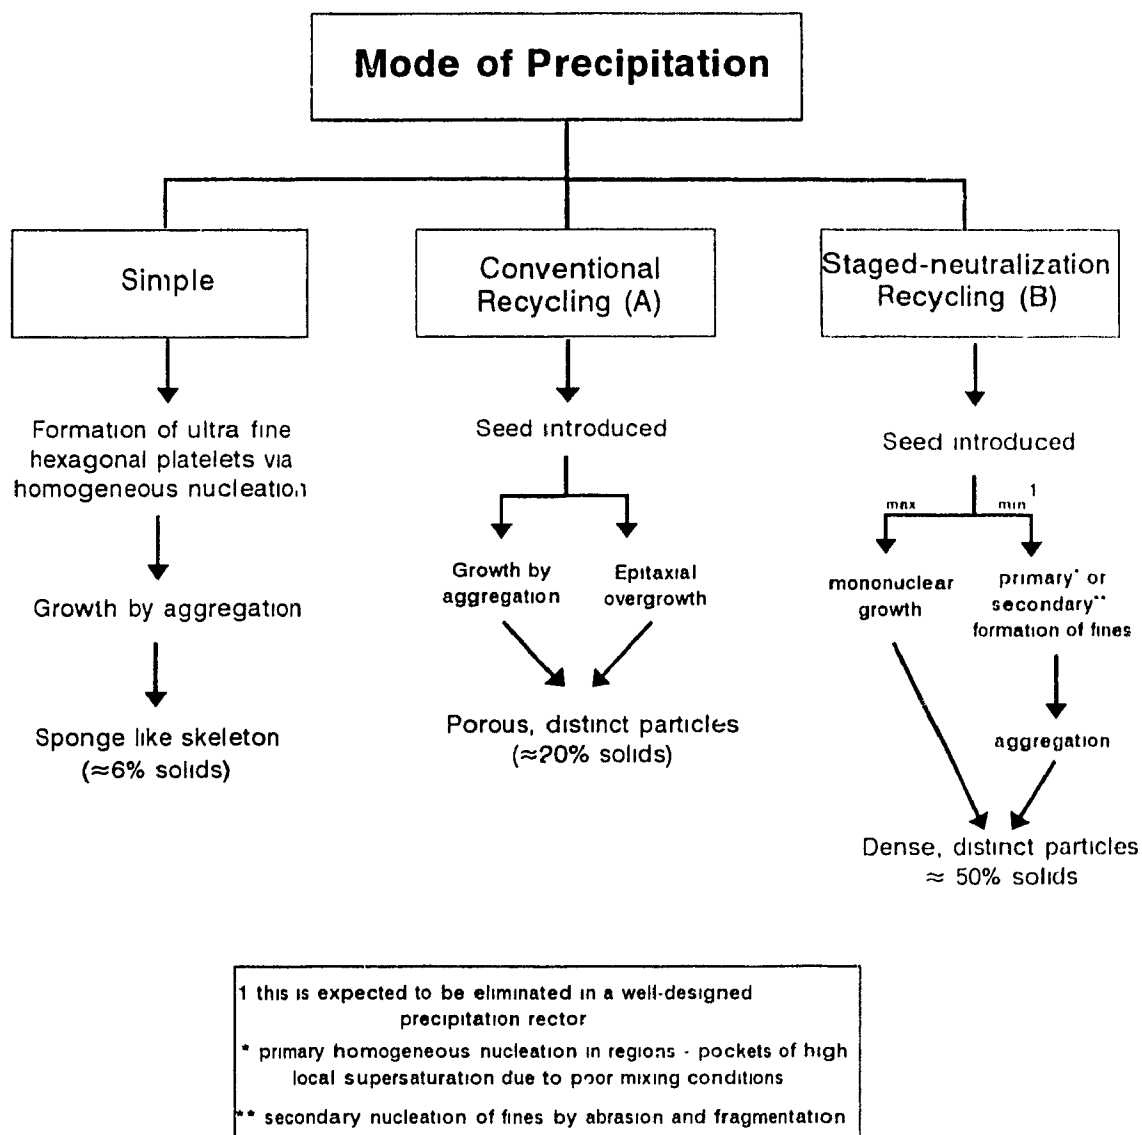 Mode of Precipitation
Simple
Formation of ultra fine
hexagonal platelets via
homogeneous nucleation
Growth by aggregation
Sponge like skeleton
(≈6% solids)
Conventional
Recycling (A)
Seed introduced
Growth by
aggregation
Epitaxial
overgrowth
Porous, distinct particles
(≈20% solids)
Staged-neutralization
Recycling (B)
Seed introduced
max
min 1
mononuclear
growth
primary* or
secondary**
formation of fines
aggregation
Dense, distinct particles
≈ 50% solids
1 this is expected to be eliminated in a well-designed
precipitation rector
* primary homogeneous nucleation in regions - pockets of high
local supersaturation due to poor mixing conditions
** secondary nucleation of fines by abrasion and fragmentation